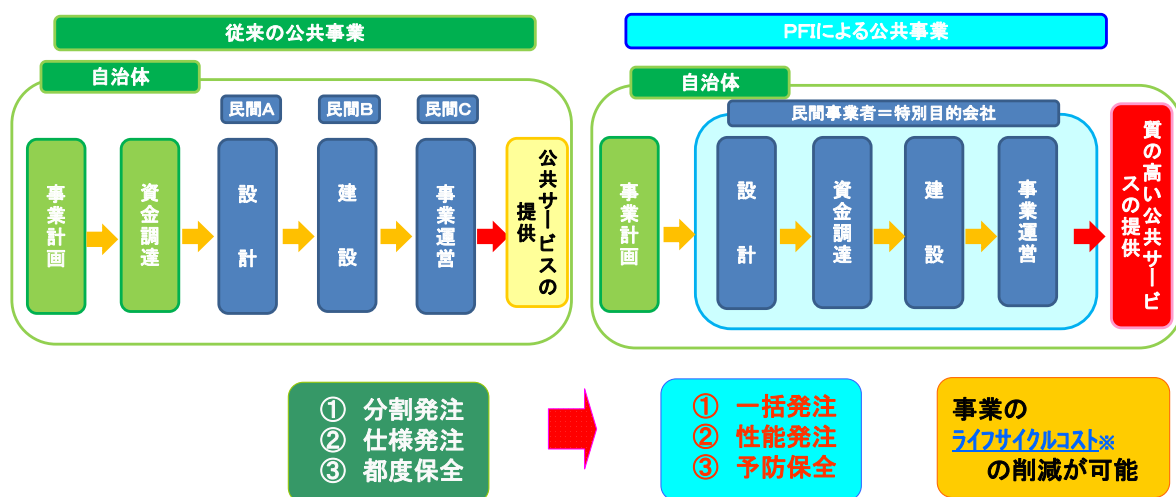 従来の公共事業
自治体
民間A
民間B
民間C
事業計画
資金調達
設計
建設
事業運営
公共サービスの
提供
PFIによる公共事業
自治体
民間事業者=特別目的会社
事業計画
設計
資金調達
建設
事業運営
質の高い公共サービ
スの提供
① 分割発注
② 仕様発注
③ 都度保全
① 一括発注
② 性能発注
③ 予防保全
事業の
ライフサイクルコスト※
の削減が可能